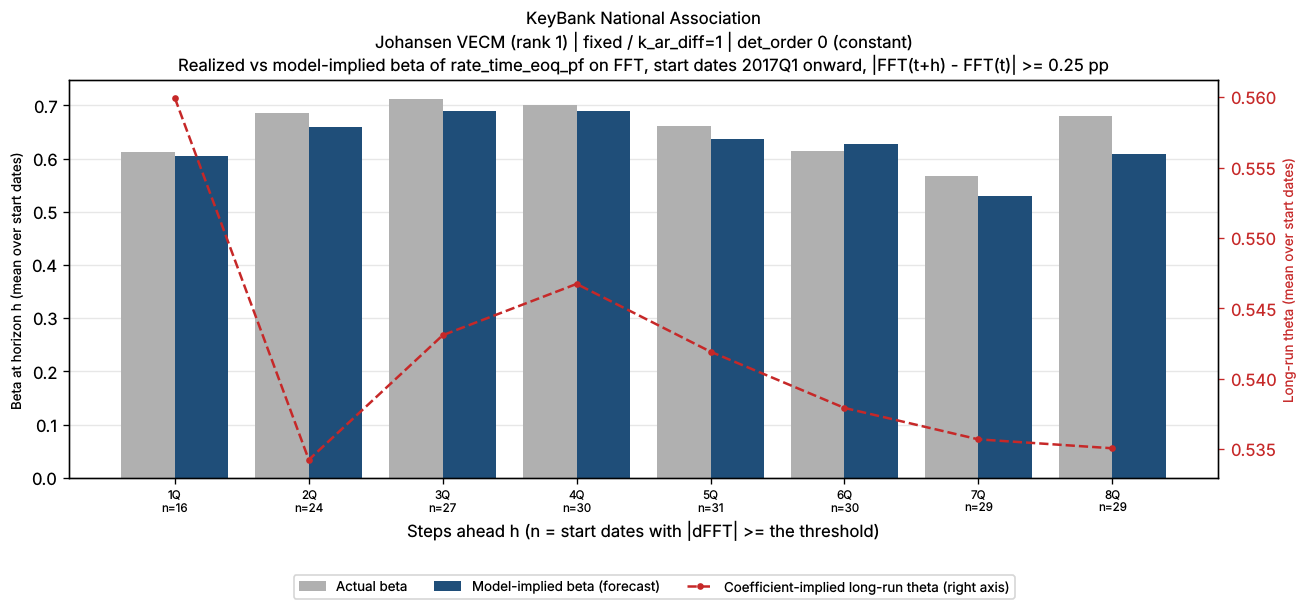 KeyBank National Association
Johansen VECM (rank 1) | fixed / k_ar_diff=1 | det_order 0 (constant)
Realized vs model-implied beta of rate_time_eoq_pf on FFT, start dates 2017Q1 onward, |FFT(t+h) - FFT(t)| >= 0.25 pp
Beta at horizon h (mean over start dates)
0.7
0.6
0.5
0.4
0.3
0.2
0.1
0.0
0.560
0.555
0.550
0.545
0.540
0.535
Long-run theta (mean over start dates)
1Q 2Q 3Q 4Q 5Q 6Q 7Q 8Q
n=16 n=24 n=27 n=30 n=31 n=30 n=29 n=29
Steps ahead h (n = start dates with |dFFT| >= the threshold)
Actual beta Model-implied beta (forecast) Coefficient-implied long-run theta (right axis)